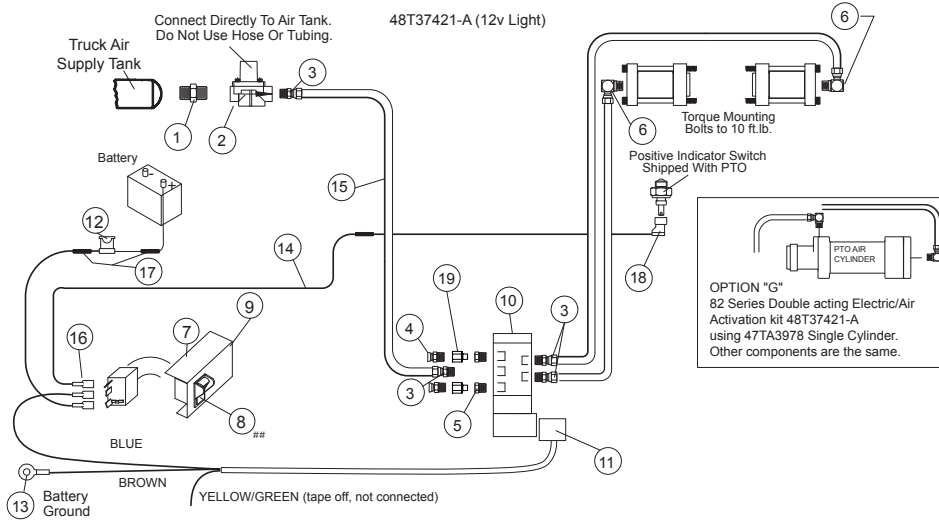 48T37421-A (12v Light)
Connect Directly To Air Tank.
Do Not Use Hose Or Tubing.
Truck Air
Supply Tank
1
2
3
6
6
Torque Mounting
Bolts to 10 ft.lb.
Positive Indicator Switch
Shipped With PTO
Battery
-
+
12
17
15
14
18
PTO AIR
CYLINDER
OPTION "G"
82 Series Double acting Electric/Air
Activation kit 48T37421-A
using 47TA3978 Single Cylinder.
Other components are the same.
16
7
9
8
##
19
10
3
4
3
5
11
BLUE
BROWN
YELLOW/GREEN (tape off, not connected)
13
Battery
Ground